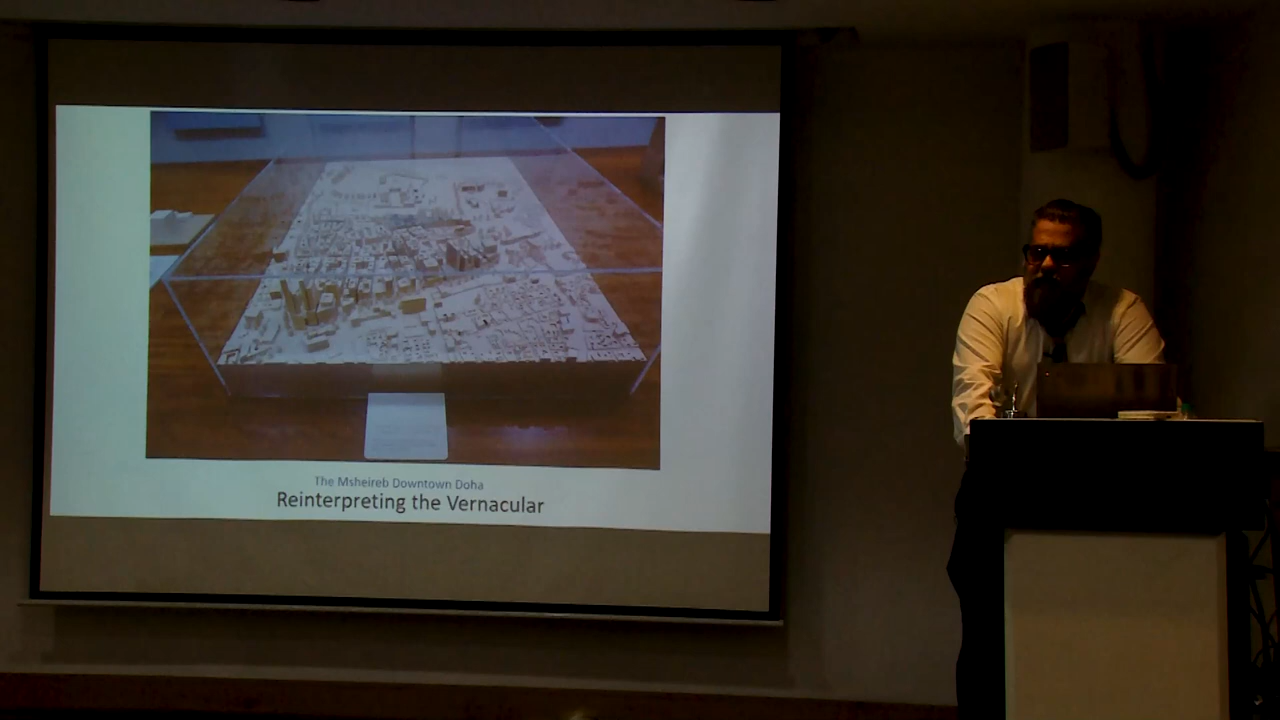 The Msheireb Downtown Doha
Reinterpreting the Vernacular